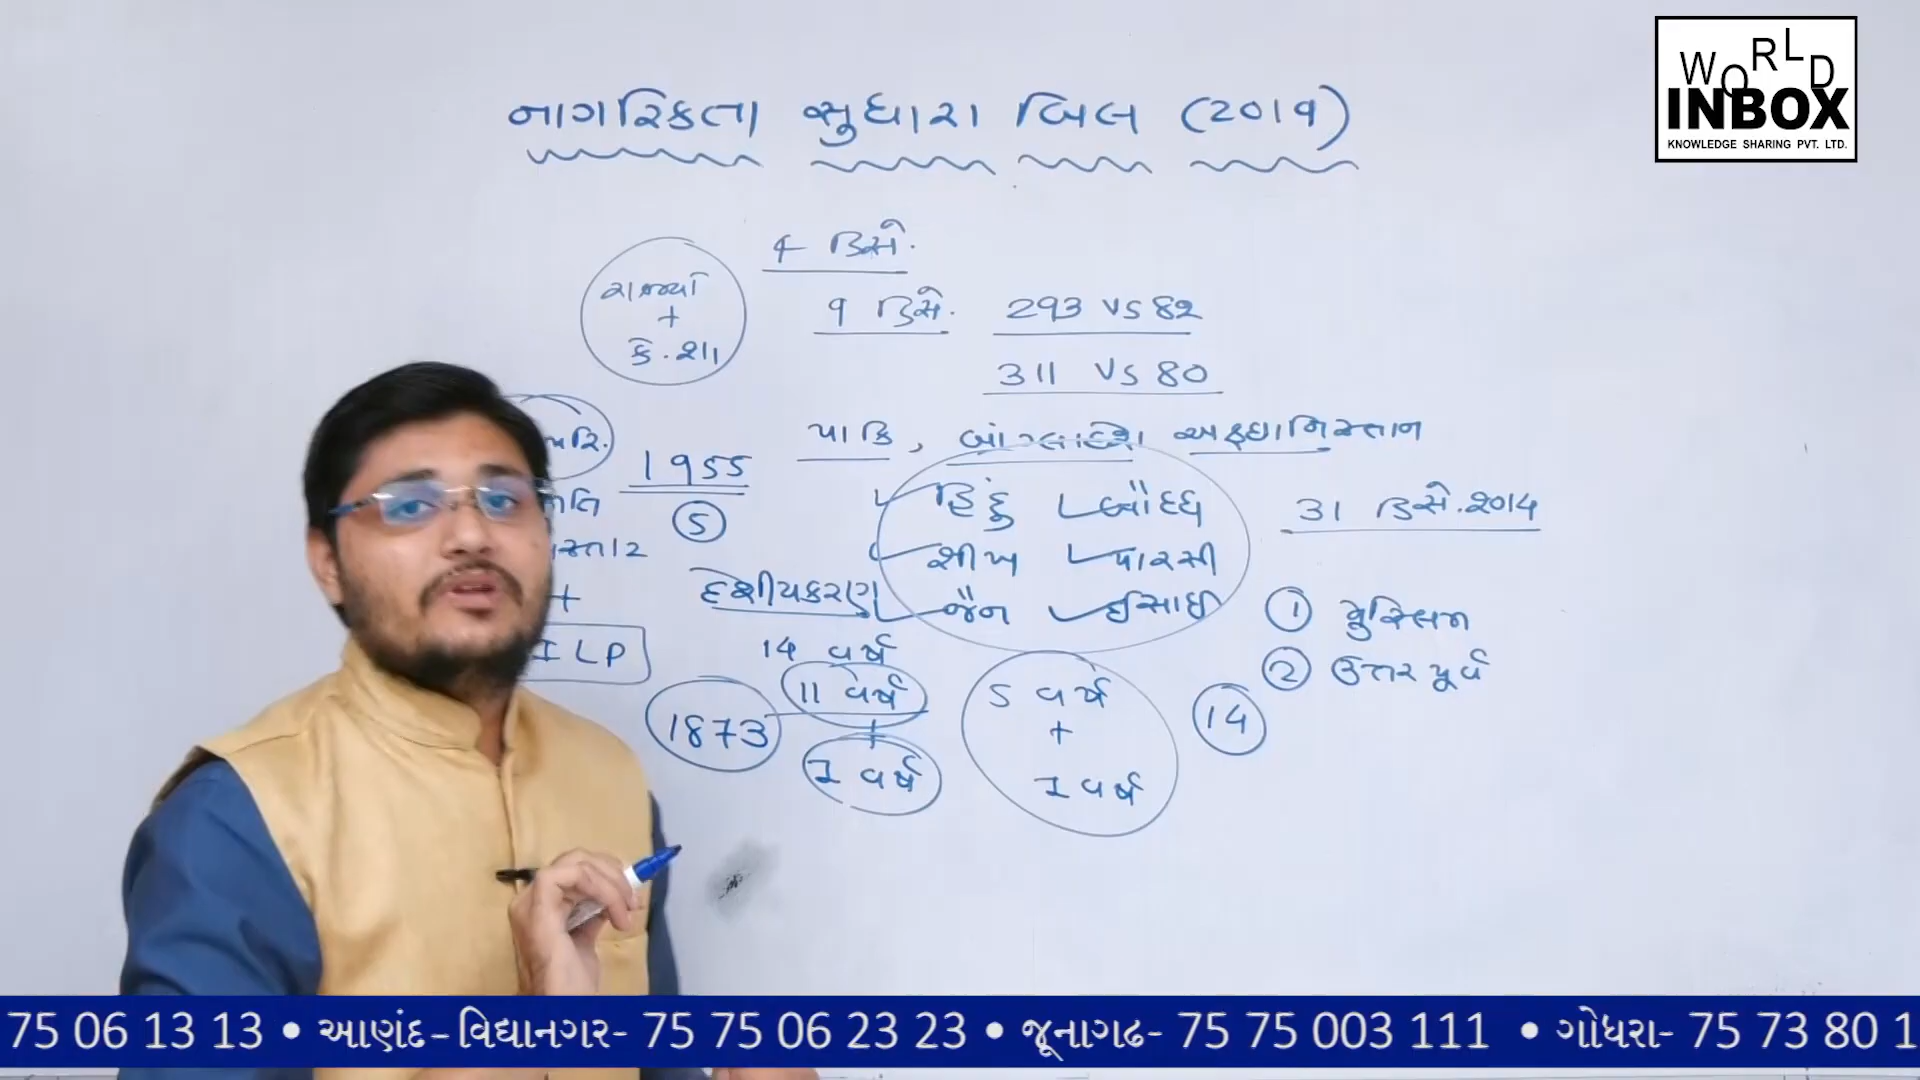 WORLD
INBOX
KNOWLEDGE SHARING PVT. LTD.
નાગરિકતા સુધારા બિલ (2019)
4 ડિસે.
રાજ્યો
+
કે.શા
9 ડિસે. 293 VS 82
311 VS 80
પાકિ, બાંગ્લાદેશ અફઘાનિસ્તાન
1955
5
હિંદુ બૌદ્ધ
31 ડિસે.2014
શીખ પારસી
જૈન ઈસાઈ
દેશીયકરણ
+
ILP
14 વર્ષ
11 વર્ષ
+
1 વર્ષ
1873
5 વર્ષ
+
1 વર્ષ
14
1 મુસ્લિમ
2 ઉત્તર પૂર્વ
75 06 13 13 • આણંદ-વિદ્યાનગર- 75 75 06 23 23 • જૂનાગઢ- 75 75 003 111 • ગોધરા- 75 73 80 1